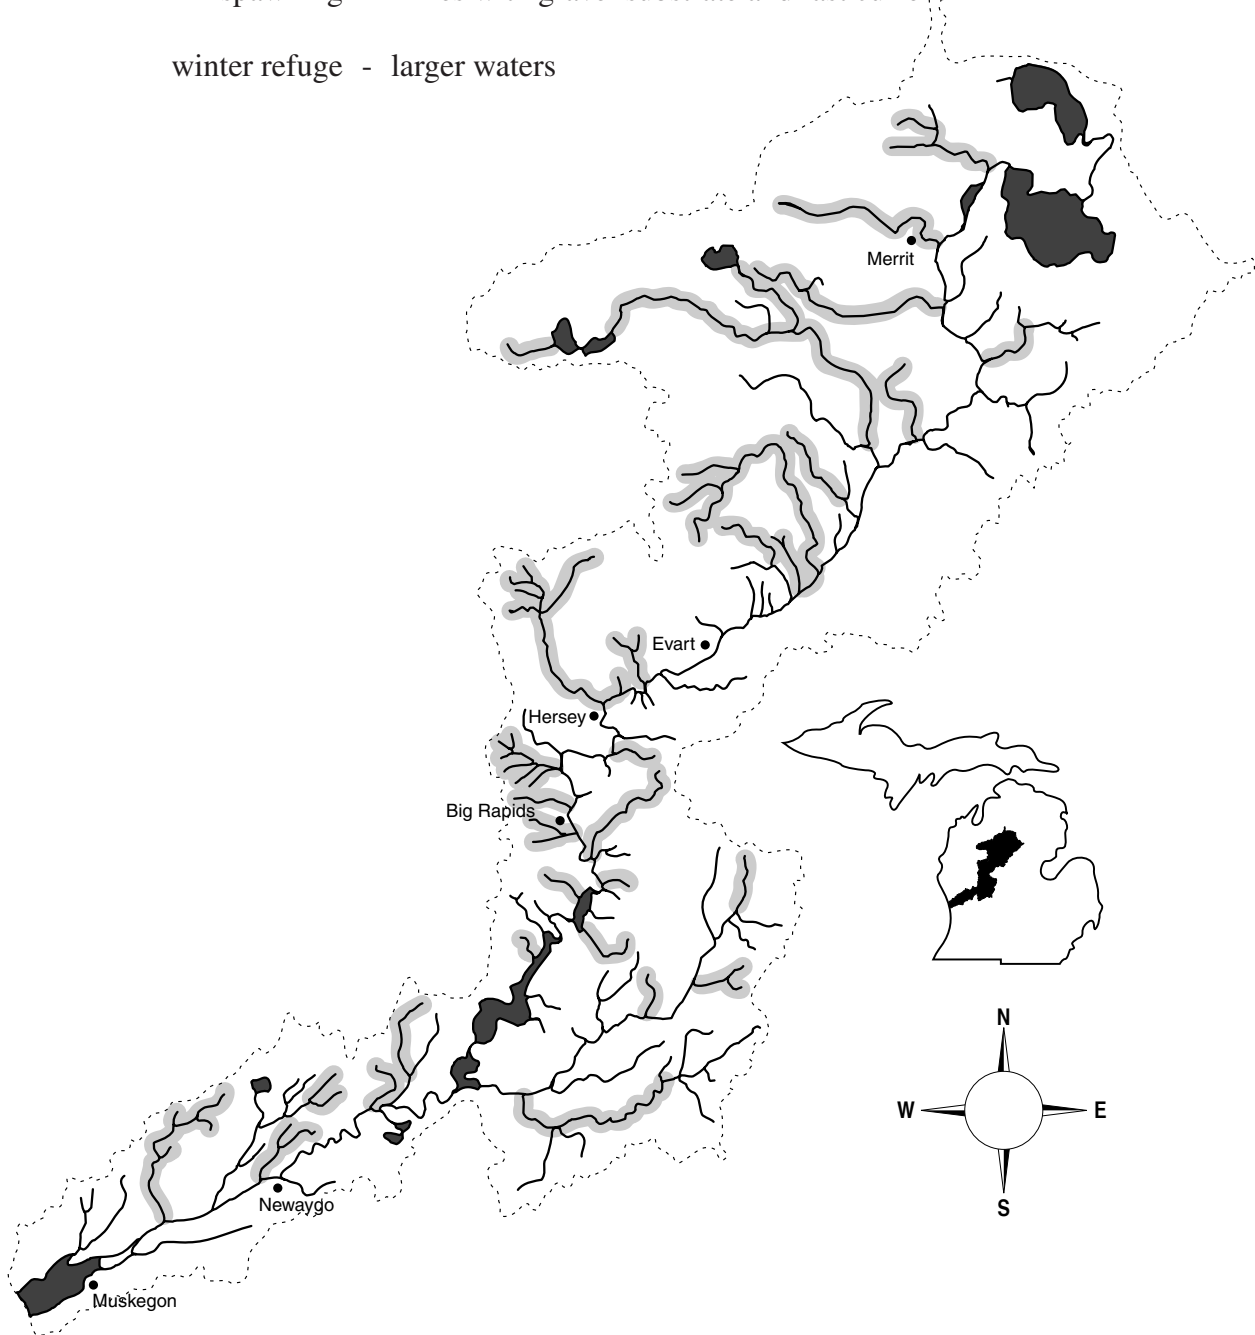 winter refuge - larger waters
Merrit
Evart
Hersey
Big Rapids
N
W
E
S
Newaygo
Muskegon